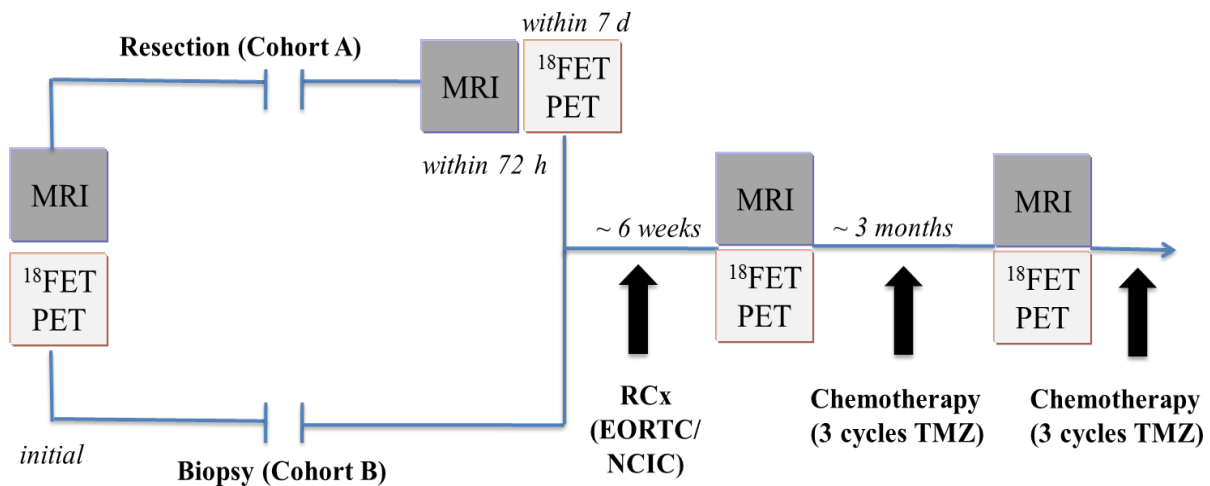 within 7 d
Resection (Cohort A)
MRI
¹⁸FET
PET
within 72 h
MRI
¹⁸FET
PET
initial
Biopsy (Cohort B)
~ 6 weeks
RCx
(EORTC/
NCIC)
MRI
¹⁸FET
PET
~ 3 months
Chemotherapy
(3 cycles TMZ)
MRI
¹⁸FET
PET
Chemotherapy
(3 cycles TMZ)